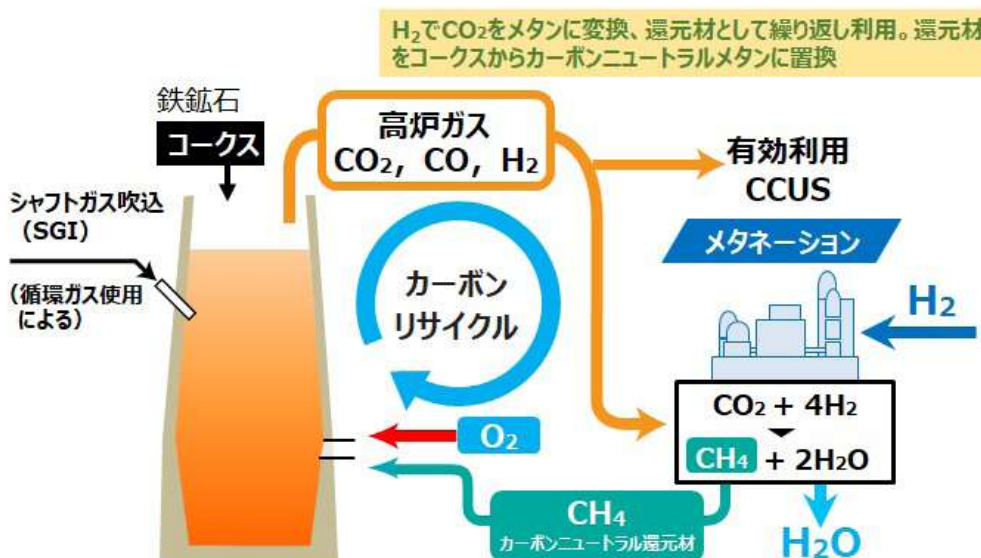 H₂でCO₂をメタンに変換、還元材として繰り返し利用。還元材
をコークスからカーボンニュートラルメタンに置換
鉄鉱石
コークス
高炉ガス
CO₂, CO, H₂
有効利用
CCUS
シャフトガス吹込
(SGI)
(循環ガス使用
による)
カーボン
リサイクル
メタネーション
H₂
CO₂ + 4H₂
CH₄ + 2H₂O
O₂
CH₄
カーボンニュートラル還元材
H₂O